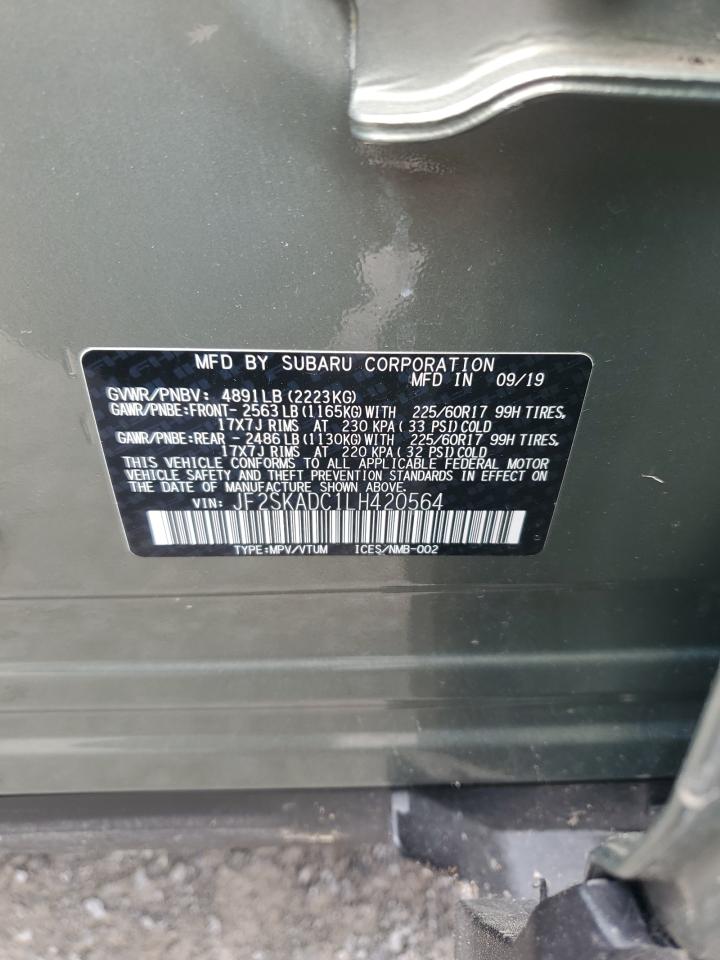 MFD BY SUBARU CORPORATION
MFD IN 09/19
GVWR/PNBV: 4891LB (2223KG)
GAWR/PNBE:FRONT- 2563LB (1165KG) WITH 225/60R17 99H TIRES,
17X7J RIMS AT 230 KPA ( 33 PSI) COLD
GAWR/PNBE:REAR - 2486LB (1130KG) WITH 225/60R17 99H TIRES,
17X7J RIMS AT 220 KPA ( 32 PSI) COLD
THIS VEHICLE CONFORMS TO ALL APPLICABLE FEDERAL MOTOR
VEHICLE SAFETY AND THEFT PREVENTION STANDARDS IN EFFECT ON
THE DATE OF MANUFACTURE SHOWN ABOVE.
VIN: JF2SKADC1LH420564
TYPE:MPV/VTUM ICES/NMB-002